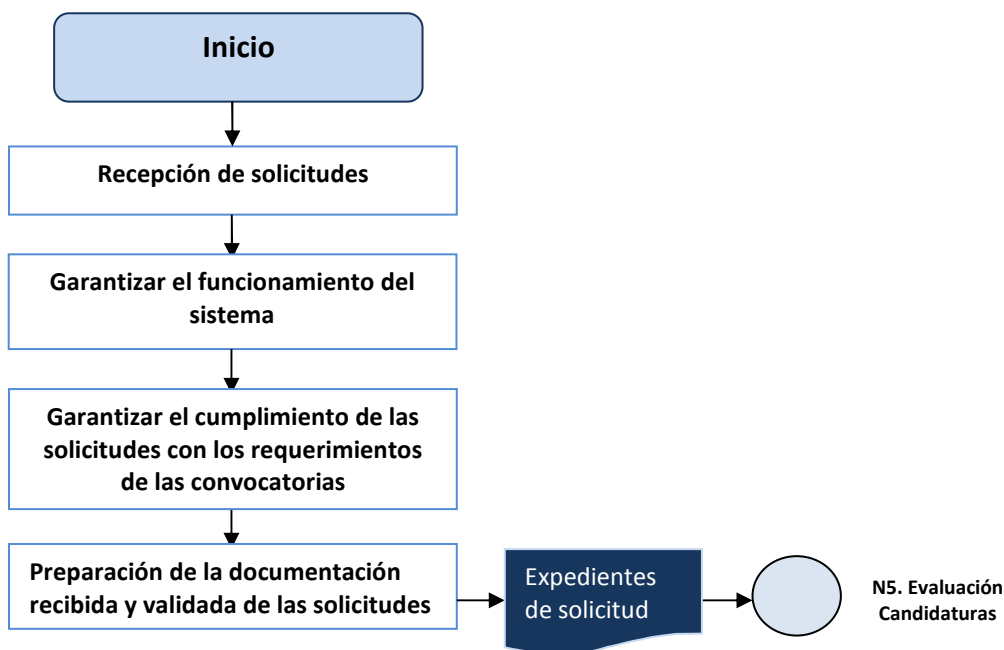 Inicio
Recepción de solicitudes
Garantizar el funcionamiento del
sistema
Garantizar el cumplimiento de las
solicitudes con los requerimientos
de las convocatorias
Preparación de la documentación
recibida y validada de las solicitudes
Expedientes
de solicitud
N5. Evaluación
Candidaturas